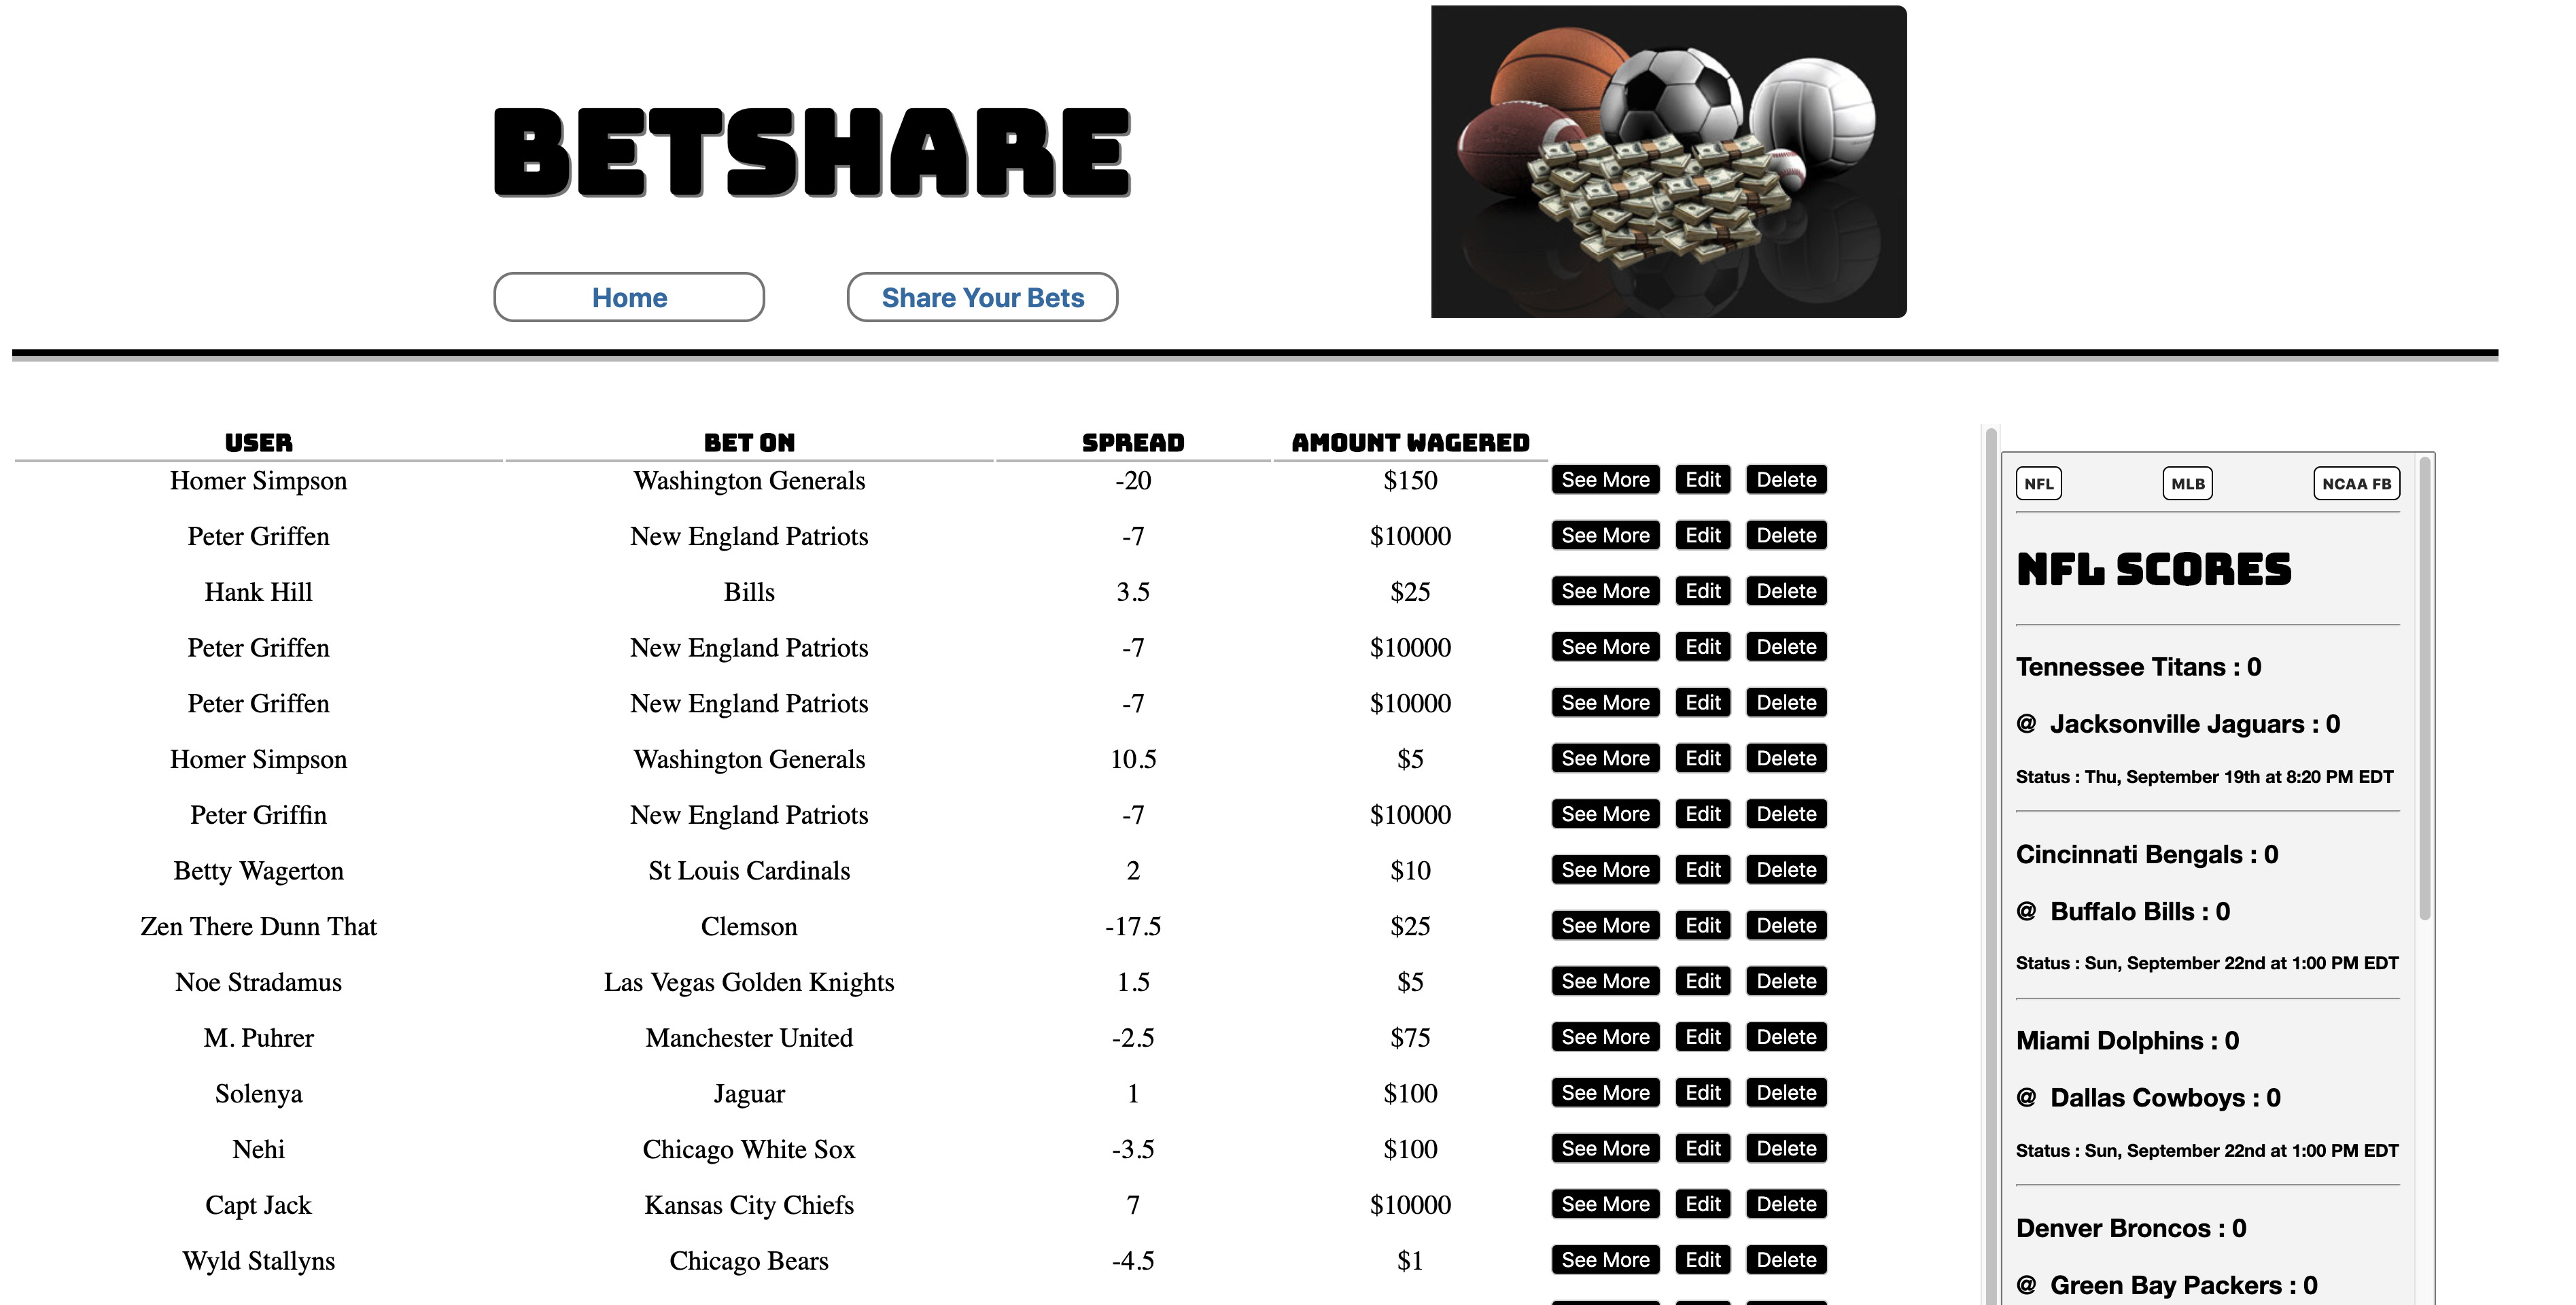 BETSHARE
Home Share Your Bets
USER BET ON SPREAD AMOUNT WAGERED
Homer Simpson Washington Generals -20 $150 See More Edit Delete
Peter Griffen New England Patriots -7 $10000 See More Edit Delete
Hank Hill Bills 3.5 $25 See More Edit Delete
Peter Griffen New England Patriots -7 $10000 See More Edit Delete
Peter Griffen New England Patriots -7 $10000 See More Edit Delete
Homer Simpson Washington Generals 10.5 $5 See More Edit Delete
Peter Griffin New England Patriots -7 $10000 See More Edit Delete
Betty Wagerton St Louis Cardinals 2 $10 See More Edit Delete
Zen There Dunn That Clemson -17.5 $25 See More Edit Delete
Noe Stradamus Las Vegas Golden Knights 1.5 $5 See More Edit Delete
M. Puhrer Manchester United -2.5 $75 See More Edit Delete
Solenya Jaguar 1 $100 See More Edit Delete
Nehi Chicago White Sox -3.5 $100 See More Edit Delete
Capt Jack Kansas City Chiefs 7 $10000 See More Edit Delete
Wyld Stallyns Chicago Bears -4.5 $1 See More Edit Delete
NFL MLB NCAA FB
NFL SCORES
Tennessee Titans : 0
@ Jacksonville Jaguars : 0
Status : Thu, September 19th at 8:20 PM EDT
Cincinnati Bengals : 0
@ Buffalo Bills : 0
Status : Sun, September 22nd at 1:00 PM EDT
Miami Dolphins : 0
@ Dallas Cowboys : 0
Status : Sun, September 22nd at 1:00 PM EDT
Denver Broncos : 0
@ Green Bay Packers : 0